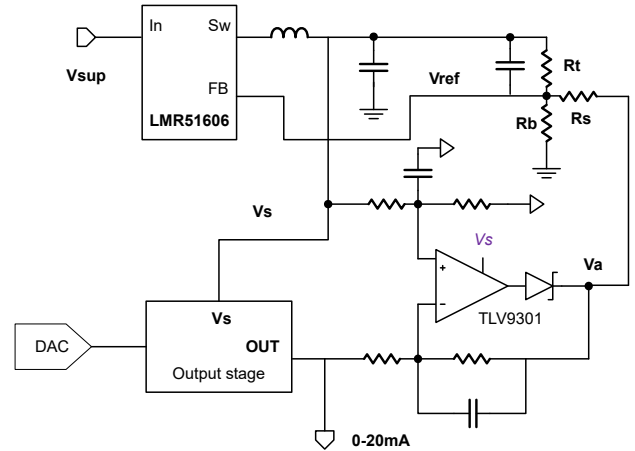 In
Sw
Vsup
FB
LMR51606
Vref
Rt
Rb
Rs
Vs
Vs
Va
+
−
TLV9301
Vs
DAC
OUT
Output stage
0-20mA